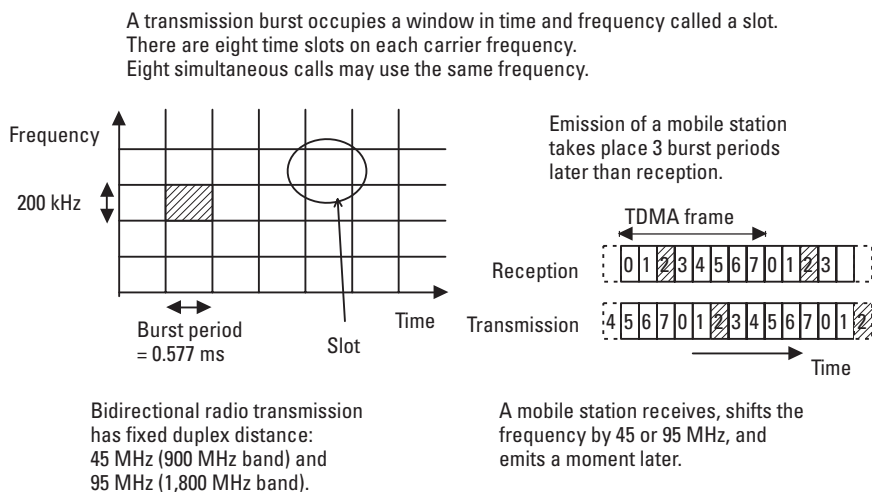 A transmission burst occupies a window in time and frequency called a slot.
There are eight time slots on each carrier frequency.
Eight simultaneous calls may use the same frequency.
Frequency
200 kHz
Burst period
= 0.577 ms
Slot
Time
Emission of a mobile station
takes place 3 burst periods
later than reception.
TDMA frame
Reception 0 1 2 3 4 5 6 7 0 1 2 3
Transmission 4 5 6 7 0 1 2 3 4 5 6 7 0 1 2
Time
Bidirectional radio transmission
has fixed duplex distance:
45 MHz (900 MHz band) and
95 MHz (1,800 MHz band).
A mobile station receives, shifts the
frequency by 45 or 95 MHz, and
emits a moment later.